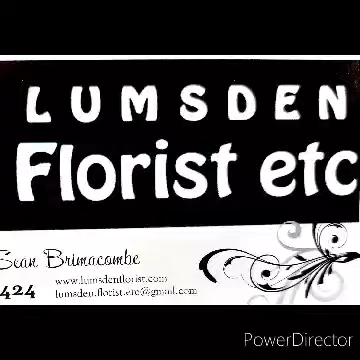 LUMSDEN
Florist etc
Sean Brimacombe
www.lumsdenflorist.com
424 lumsden.florist.etc@gmail.com
PowerDirector